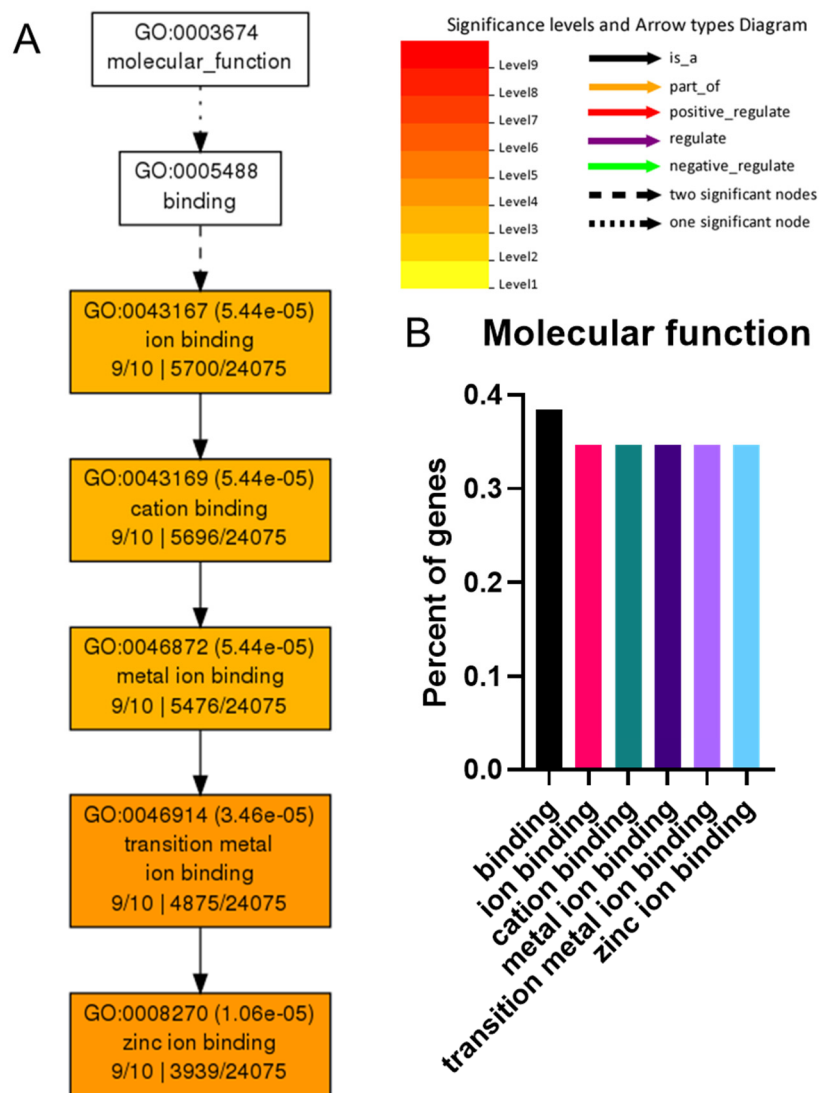 A
GO:0003674
molecular_function
GO:0005488
binding
GO:0043167 (5.44e-05)
ion binding
9/10 | 5700/24075
GO:0043169 (5.44e-05)
cation binding
9/10 | 5696/24075
GO:0046872 (5.44e-05)
metal ion binding
9/10 | 5476/24075
GO:0046914 (3.46e-05)
transition metal
ion binding
9/10 | 4875/24075
GO:0008270 (1.06e-05)
zinc ion binding
9/10 | 3939/24075
Significance levels and Arrow types Diagram
Level9
Level8
Level7
Level6
Level5
Level4
Level3
Level2
Level1
is_a
part_of
positive_regulate
regulate
negative_regulate
two significant nodes
one significant node
B
Molecular function
Percent of genes
0.4
0.3
0.2
0.1
0.0
binding
ion binding
cation binding
metal ion binding
transition metal ion binding
zinc ion binding